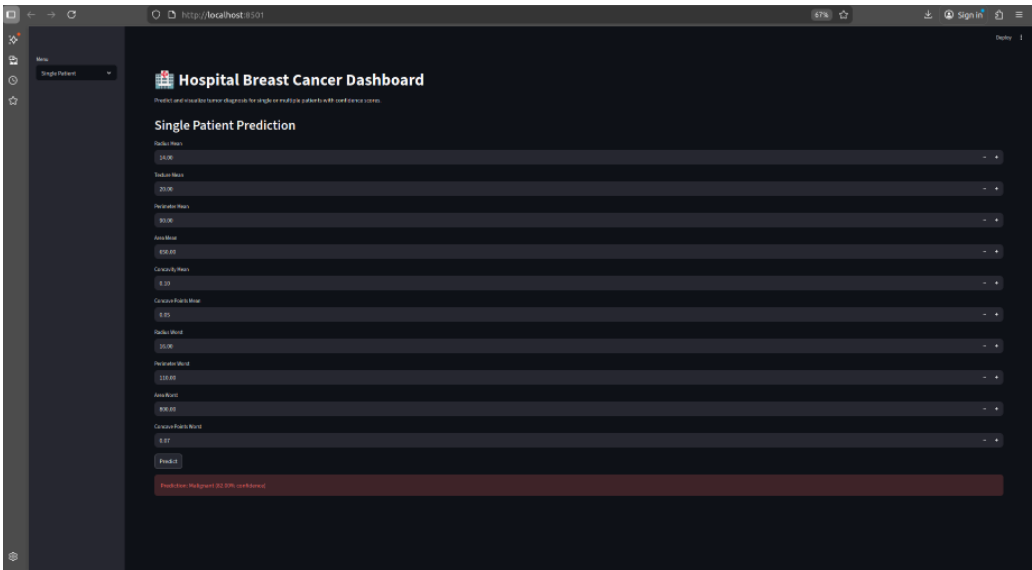 http://localhost:8501
67%
Sign in
Deploy
Menu
Single Patient
Hospital Breast Cancer Dashboard
Predict and visualize tumor diagnosis for single or multiple patients with confidence scores.
Single Patient Prediction
Radius Mean
14.00
Texture Mean
20.00
Perimeter Mean
Area Mean
650.00
Concavity Mean
0.10
Concave Points Mean
0.05
Radius Worst
16.00
Perimeter Worst
110.00
Area Worst
800.00
Concave Points Worst
0.07
Predict
Prediction: Malignant confidence)